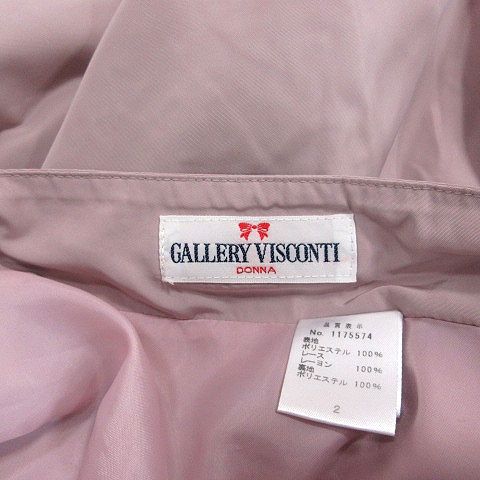 GALLERY VISCONTI
DONNA
品質表示
No. 1175574
表地
ポリエステル 100%
レース
レーヨン 100%
裏地
ポリエステル 100%
2